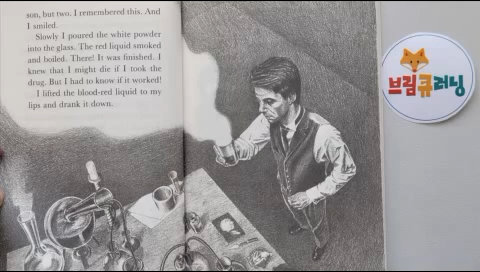 son, but two. I remembered this. And
I smiled.
Slowly I poured the white powder
into the glass. The red liquid smoked
and boiled. There! It was finished. I
knew that I might die if I took the
drug. But I had to know if it worked!
I lifted the blood-red liquid to my
lips and drank it down.
브림큐러닝